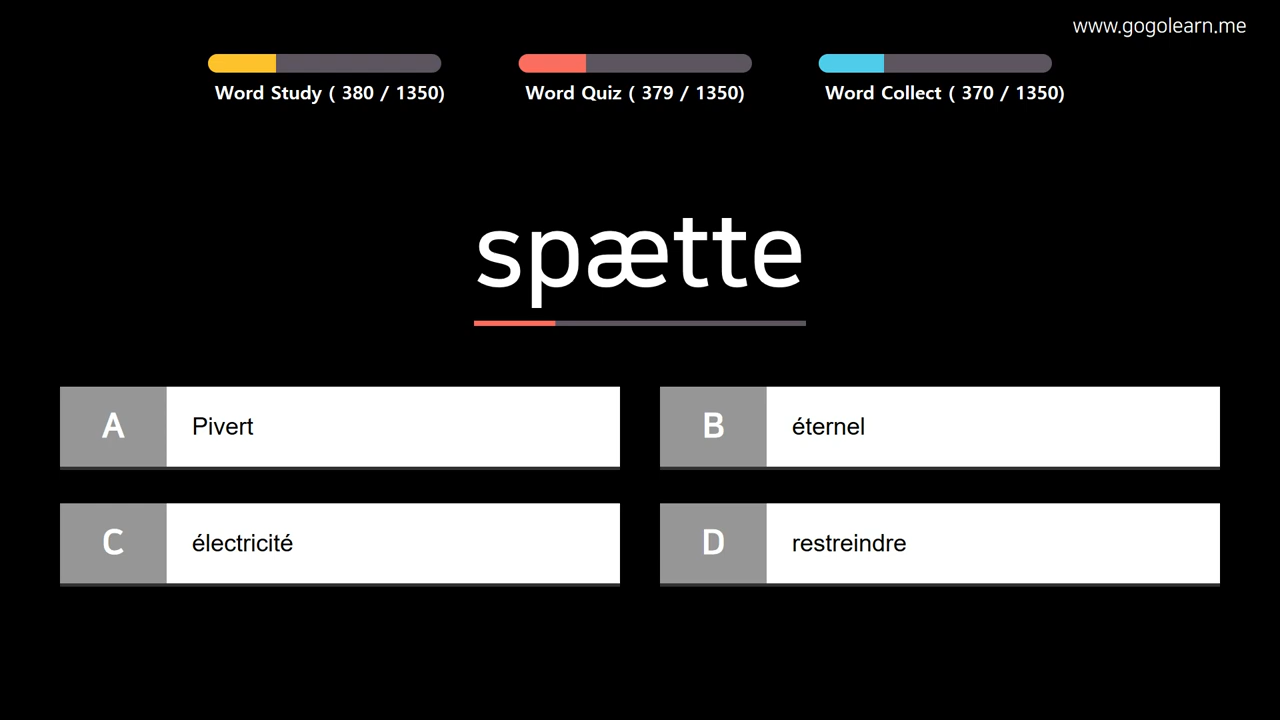 www.gogolearn.me
Word Study ( 380 / 1350)
Word Quiz ( 379 / 1350)
Word Collect ( 370 / 1350)
spætte
A Pivert
B éternel
C électricité
D restreindre